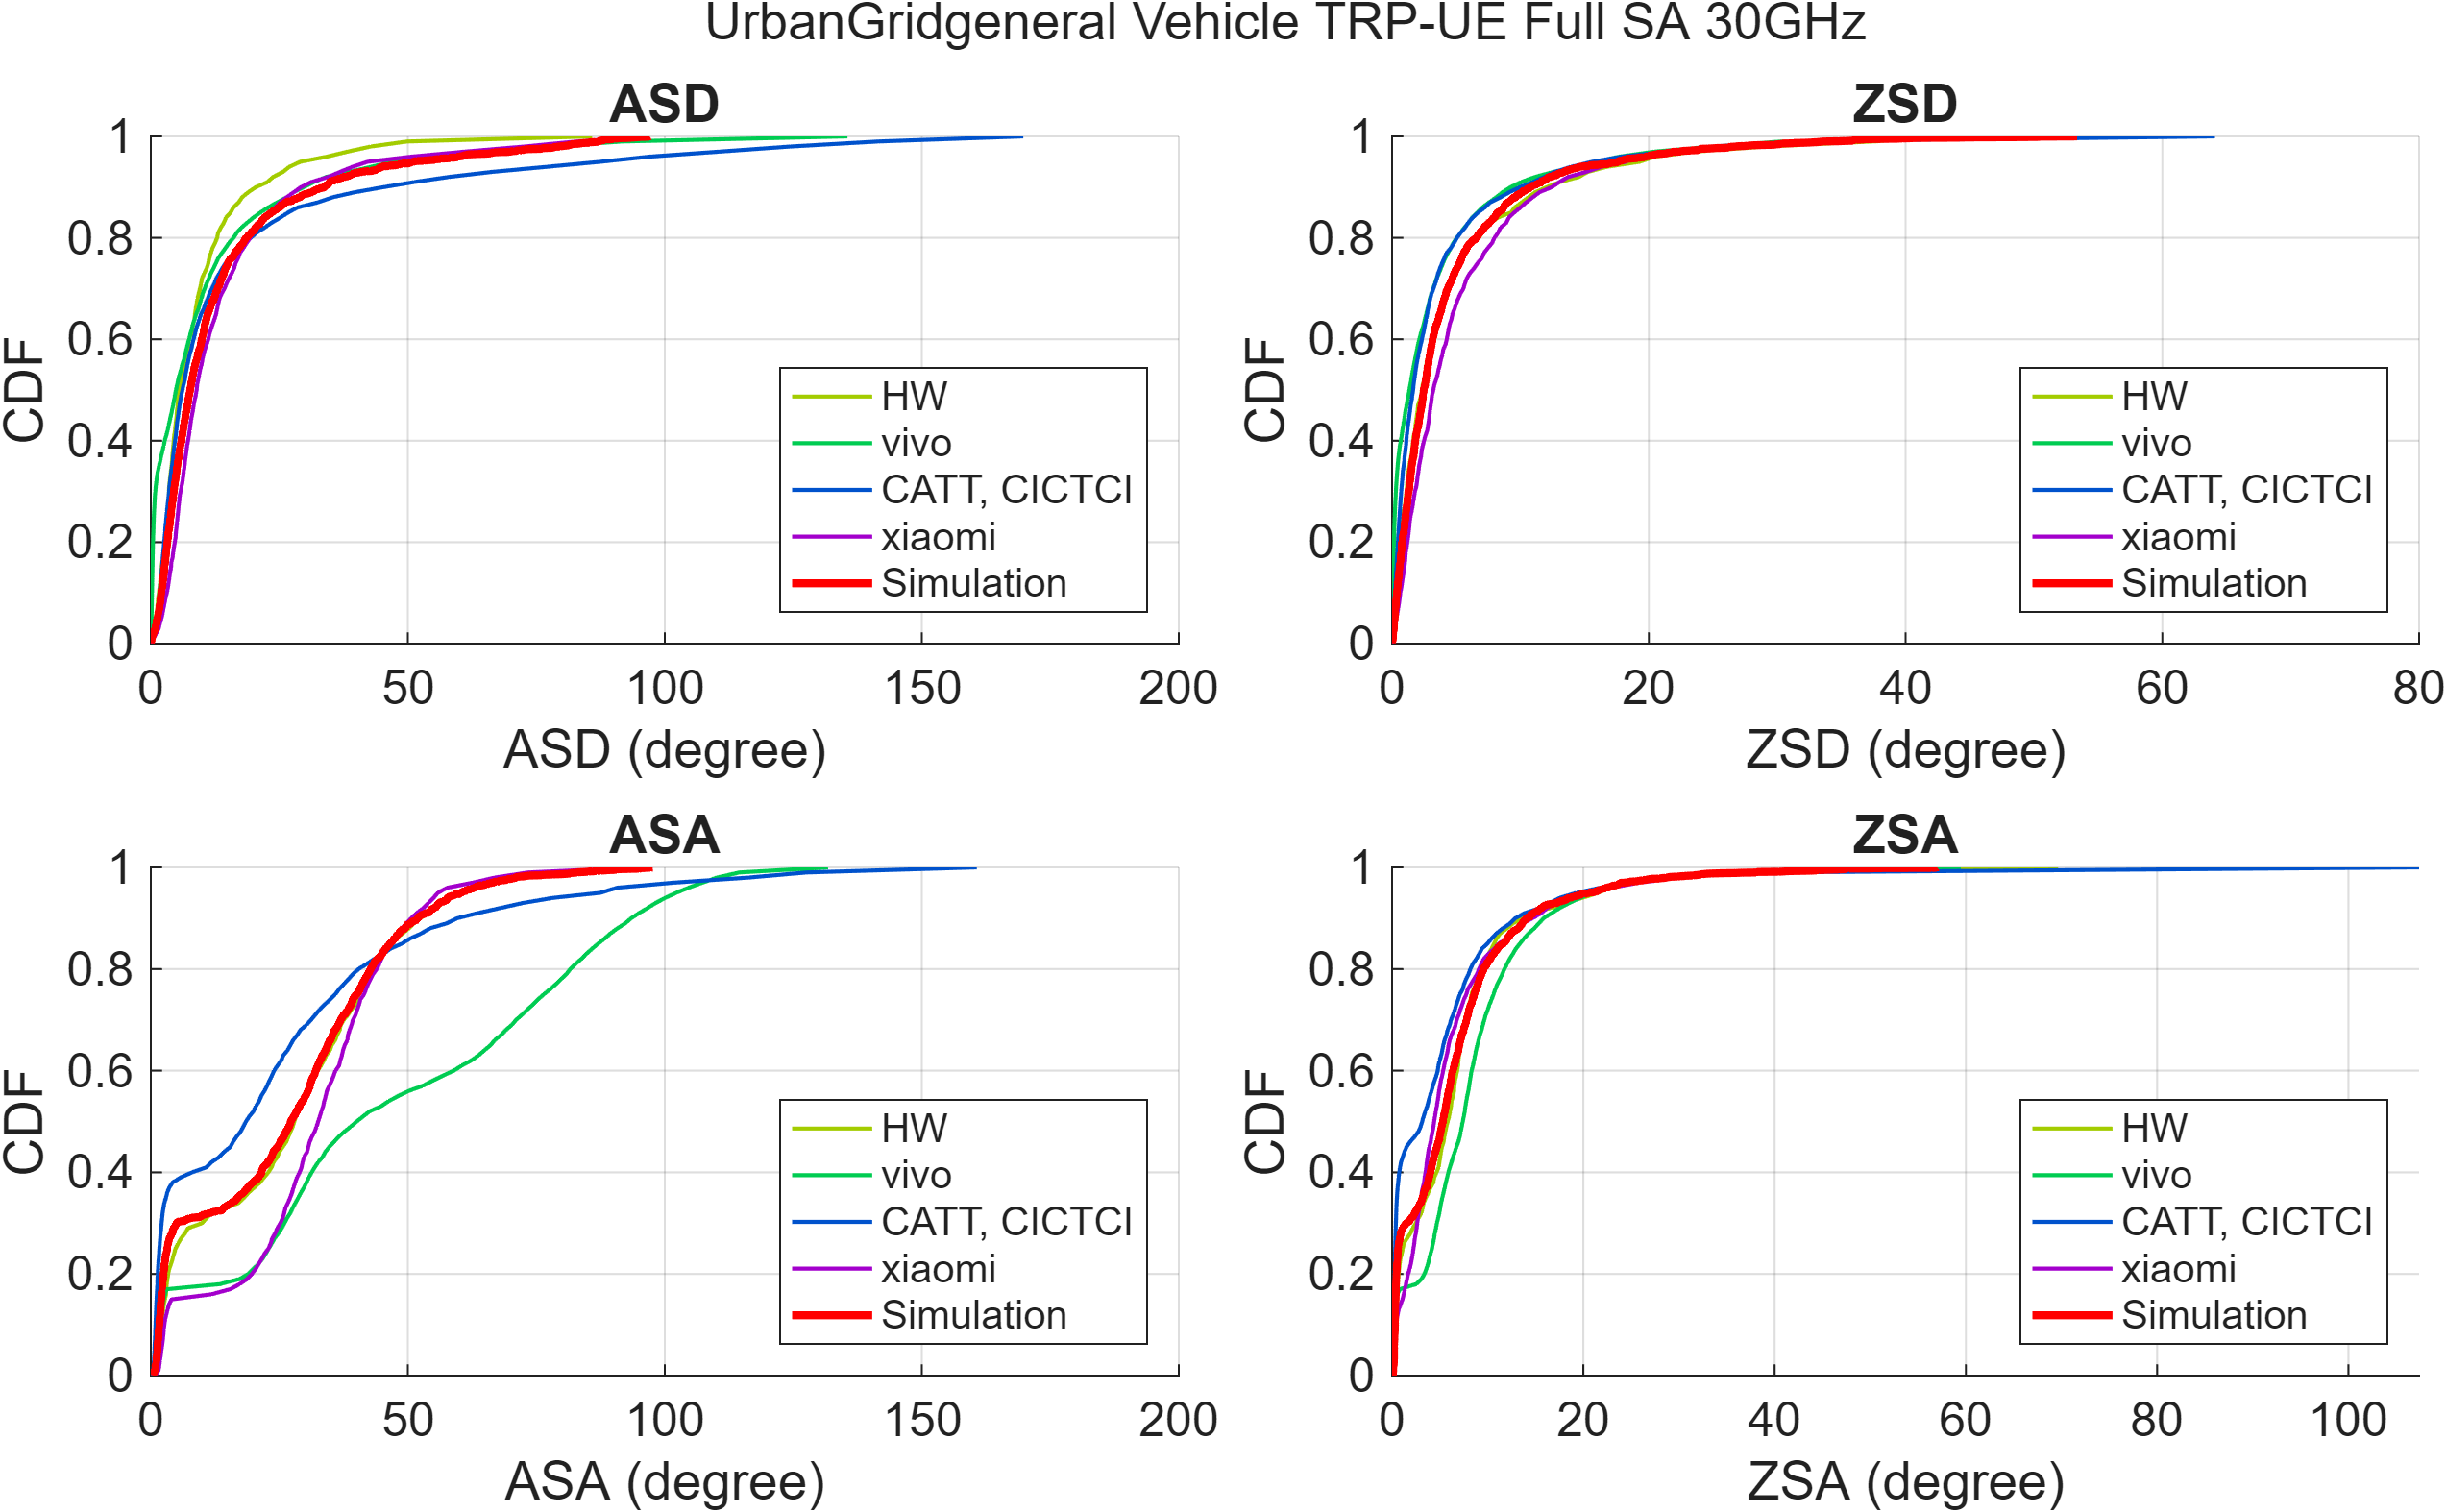 UrbanGridgeneral Vehicle TRP-UE Full SA 30GHz
ASD
1
0.8
0.6
0.4
0.2
0
CDF
0 50 100 150 200
ASD (degree)
HW
vivo
CATT, CICTCI
xiaomi
Simulation
ZSD
1
0.8
0.6
0.4
0.2
0
CDF
0 20 40 60 80
ZSD (degree)
HW
vivo
CATT, CICTCI
xiaomi
Simulation
ASA
1
0.8
0.6
0.4
0.2
0
CDF
0 50 100 150 200
ASA (degree)
HW
vivo
CATT, CICTCI
xiaomi
Simulation
ZSA
1
0.8
0.6
0.4
0.2
0
CDF
0 20 40 60 80 100
ZSA (degree)
HW
vivo
CATT, CICTCI
xiaomi
Simulation